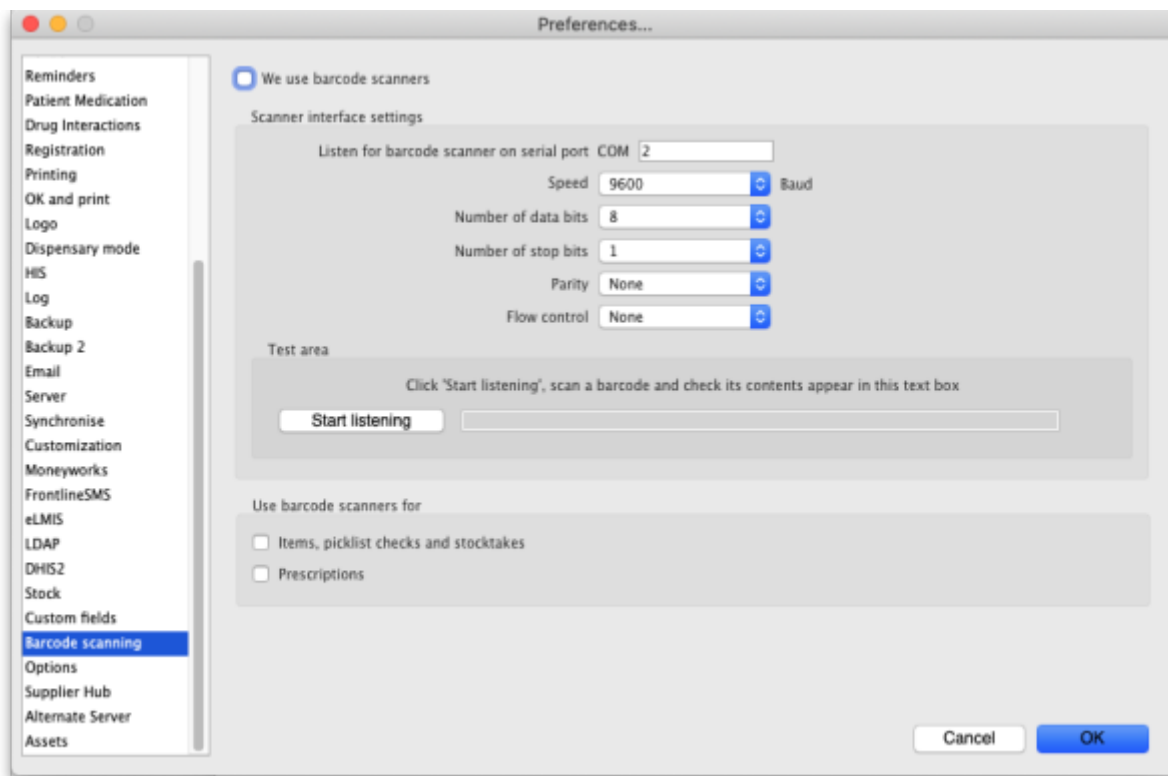 Preferences...
Reminders
Patient Medication
Drug Interactions
Registration
Printing
OK and print
Logo
Dispensary mode
HIS
Log
Backup
Backup 2
Email
Server
Synchronise
Customization
Moneyworks
FrontlineSMS
eLMIS
LDAP
DHIS2
Stock
Custom fields
Barcode scanning
Options
Supplier Hub
Alternate Server
Assets
We use barcode scanners
Scanner interface settings
Listen for barcode scanner on serial port COM 2
Speed 9600 Baud
Number of data bits 8
Number of stop bits 1
Parity None
Flow control None
Test area
Click 'Start listening', scan a barcode and check its contents appear in this text box
Start listening
Use barcode scanners for
Items, picklist checks and stocktakes
Prescriptions
Cancel OK